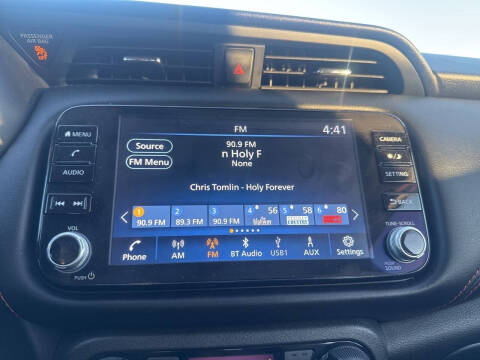 PASSENGER
AIR BAG
OFF
MENU
AUDIO
VOL
PUSH
FM
4:41
Source
90.9 FM
n Holy F
FM Menu
None
Chris Tomlin - Holy Forever
1 2 3 4 56 5 58 6 80
90.9 FM 89.3 FM 90.9 FM
Phone AM FM BT Audio USB1 AUX Settings
CAMERA
SETTING
BACK
TUNE-SCROLL
PUSH
SOUND